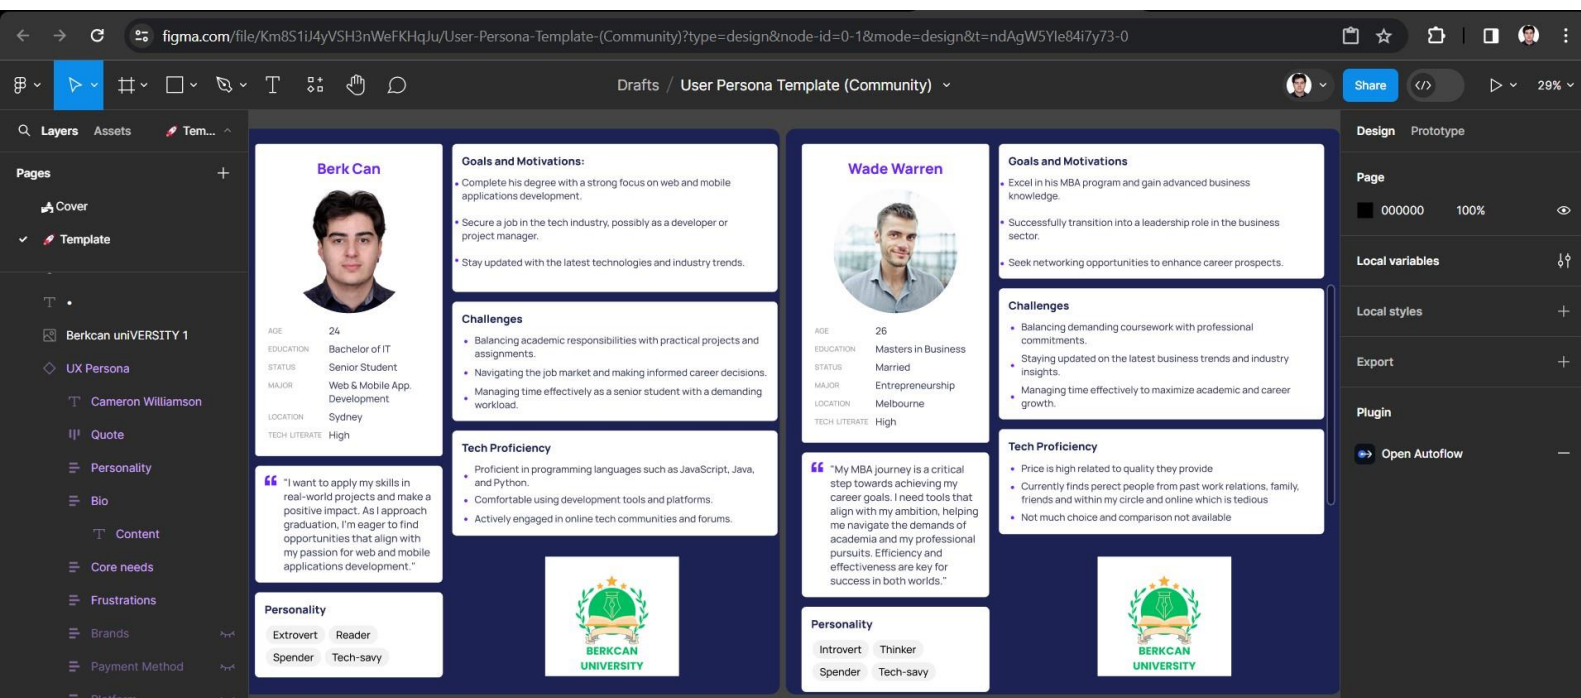 figma.com/file/Km8S1iJ4yVSH3nWeFKHqJu/User-Persona-Template-(Community)?type=design&node-id=0-1&mode=design&t=ndAgW5YIe84i7y73-0
Drafts / User Persona Template (Community)
Share
29%
Layers Assets 🚀 Tem...
Pages
Cover
🚀 Template
T •
Berkcan uniVERSITY 1
UX Persona
Cameron Williamson
Quote
Personality
Bio
Content
Core needs
Frustrations
Brands
Payment Method
Platform
Berk Can
AGE 24
EDUCATION Bachelor of IT
STATUS Senior Student
MAJOR Web & Mobile App.
Development
LOCATION Sydney
TECH LITERATE High
"I want to apply my skills in
real-world projects and make a
positive impact. As I approach
graduation, I'm eager to find
opportunities that align with
my passion for web and mobile
applications development."
Personality
Extrovert Reader
Spender Tech-savy
Goals and Motivations:
• Complete his degree with a strong focus on web and mobile
applications development.
• Secure a job in the tech industry, possibly as a developer or
project manager.
• Stay updated with the latest technologies and industry trends.
Challenges
• Balancing academic responsibilities with practical projects and
assignments.
• Navigating the job market and making informed career decisions.
• Managing time effectively as a senior student with a demanding
workload.
Tech Proficiency
• Proficient in programming languages such as JavaScript, Java,
and Python.
• Comfortable using development tools and platforms.
• Actively engaged in online tech communities and forums.
BERKCAN
UNIVERSITY
Wade Warren
AGE 26
EDUCATION Masters in Business
STATUS Married
MAJOR Entrepreneurship
LOCATION Melbourne
TECH LITERATE High
"My MBA journey is a critical
step towards achieving my
career goals. I need tools that
align with my ambition, helping
me navigate the demands of
academia and my professional
pursuits. Efficiency and
effectiveness are key for
success in both worlds."
Personality
Introvert Thinker
Spender Tech-savy
Goals and Motivations
• Excel in his MBA program and gain advanced business
knowledge.
• Successfully transition into a leadership role in the business
sector.
• Seek networking opportunities to enhance career prospects.
Challenges
• Balancing demanding coursework with professional
commitments.
• Staying updated on the latest business trends and industry
insights.
• Managing time effectively to maximize academic and career
growth.
Tech Proficiency
• Price is high related to quality they provide
• Currently finds perect people from past work relations, family,
friends and within my circle and online which is tedious
• Not much choice and comparison not available
BERKCAN
UNIVERSITY
Design Prototype
Page
000000 100%
Local variables
Local styles
Export
Plugin
Open Autoflow